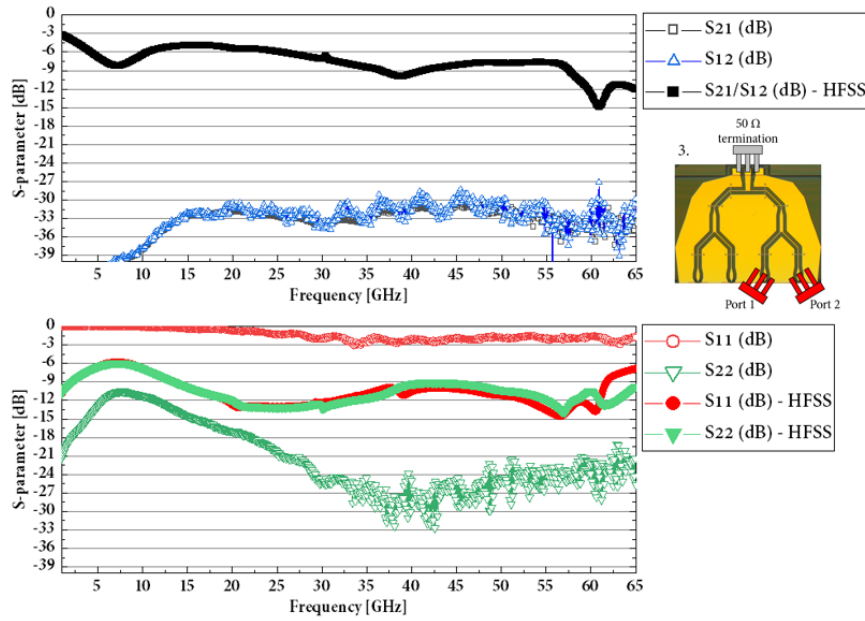 0
-3
-6
-9
-12
-15
-18
-21
-24
-27
-30
-33
-36
-39
S-parameter [dB]
5 10 15 20 25 30 35 40 45 50 55 60 65
Frequency [GHz]
S21 (dB)
S12 (dB)
S21/S12 (dB) - HFSS
50 Ω
termination
3.
Port 1 Port 2
0
-3
-6
-9
-12
-15
-18
-21
-24
-27
-30
-33
-36
-39
S-parameter [dB]
5 10 15 20 25 30 35 40 45 50 55 60 65
Frequency [GHz]
S11 (dB)
S22 (dB)
S11 (dB) - HFSS
S22 (dB) - HFSS